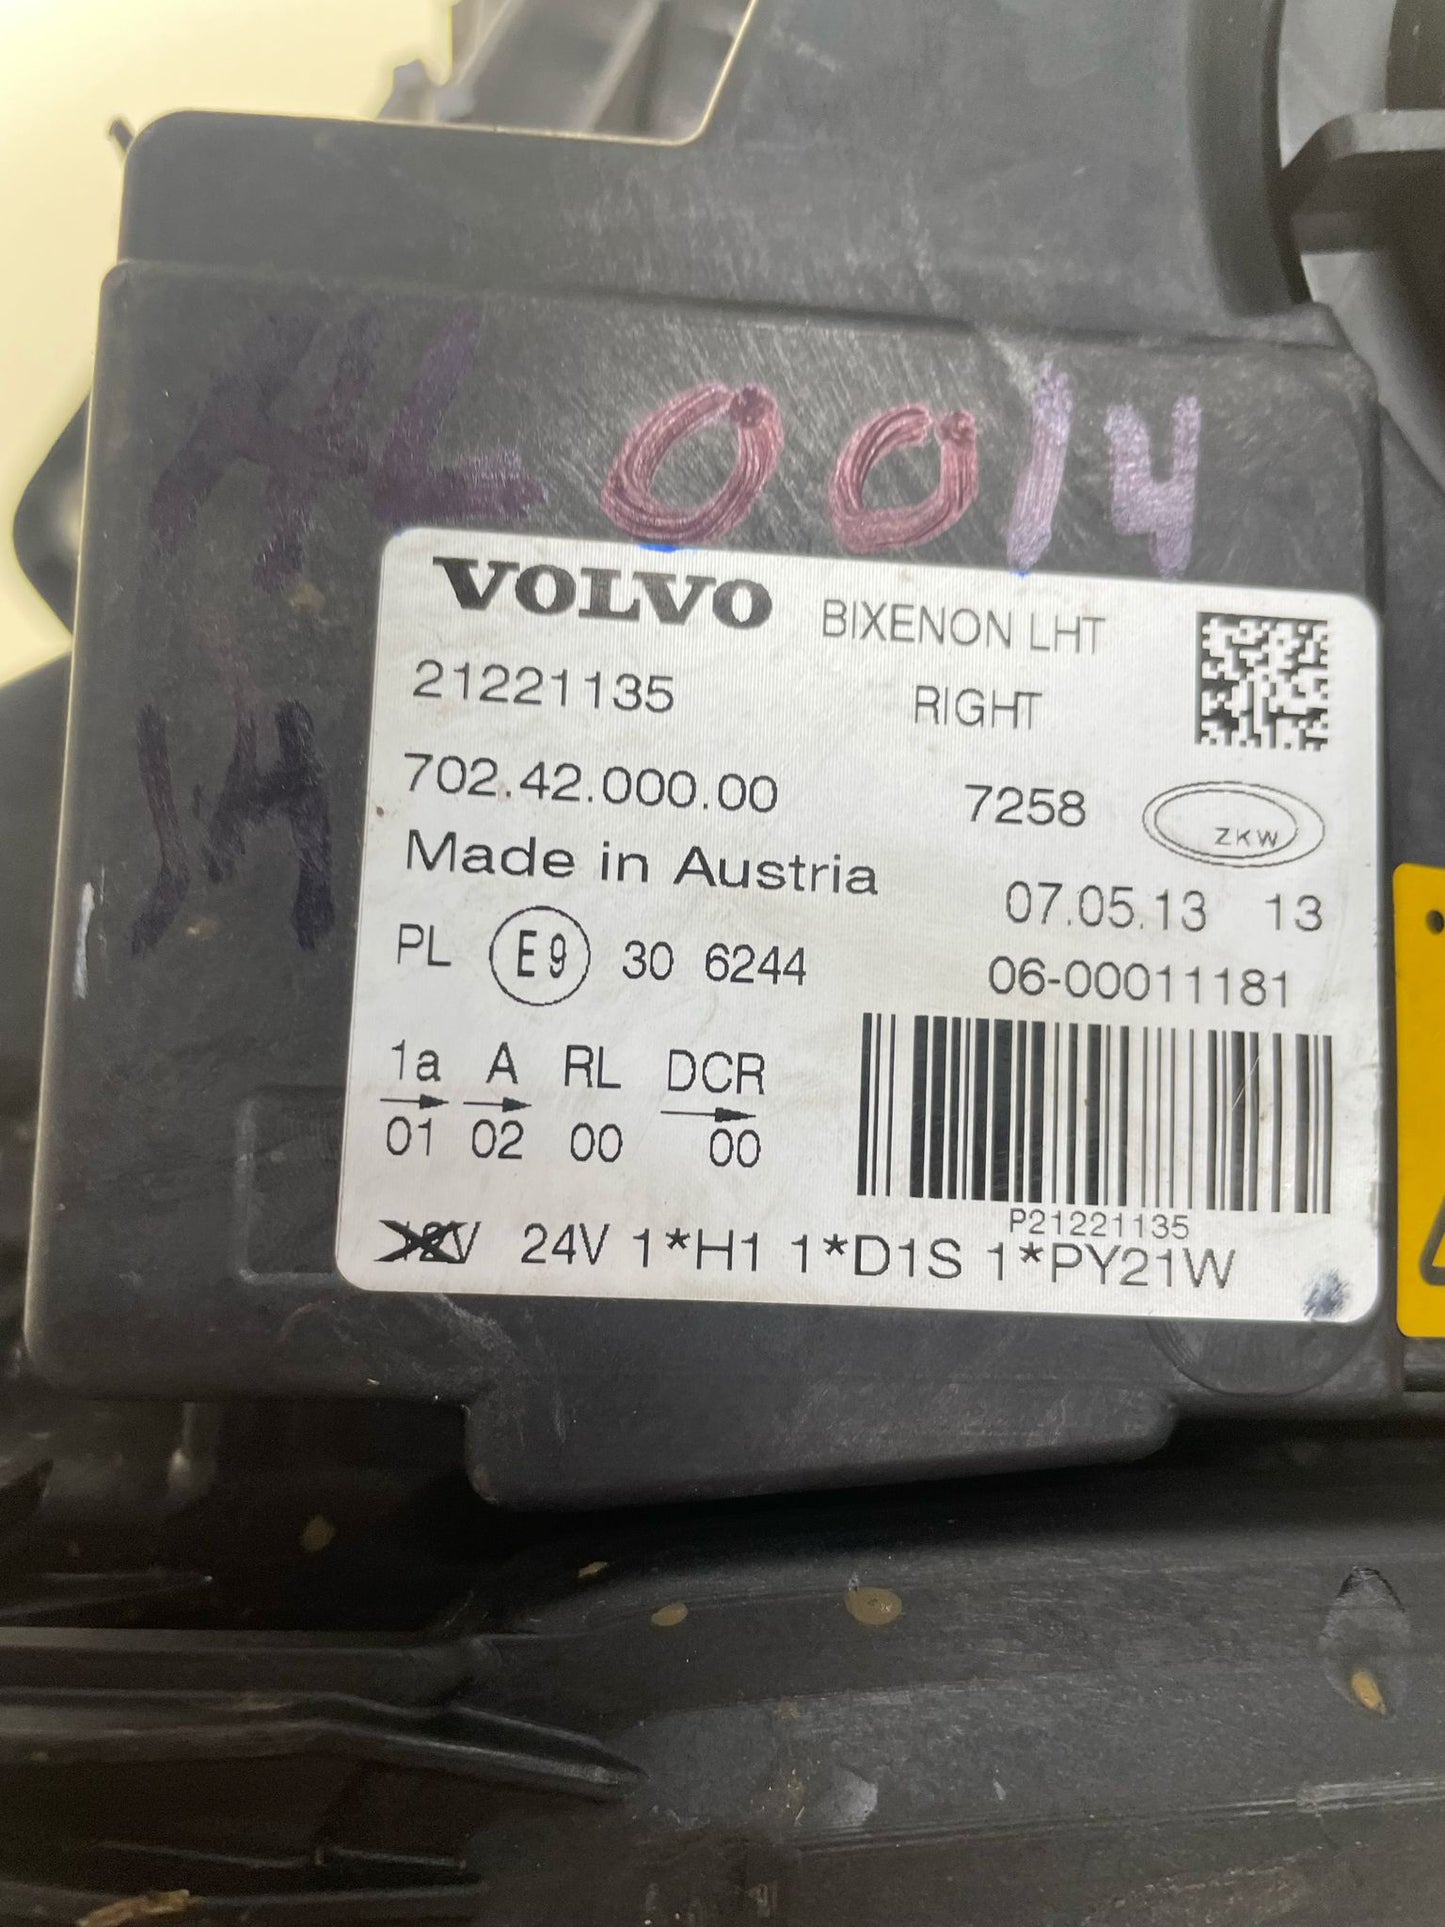 HL 0014
VOLVO BIXENON LHT
21221135 RIGHT
702.42.000.00 7258 ZKW
Made in Austria 07.05.13 13
PL E9 30 6244 06-00011181
1a A RL DCR
01 02 00 00
P21221135
12V 24V 1*H1 1*D1S 1*PY21W